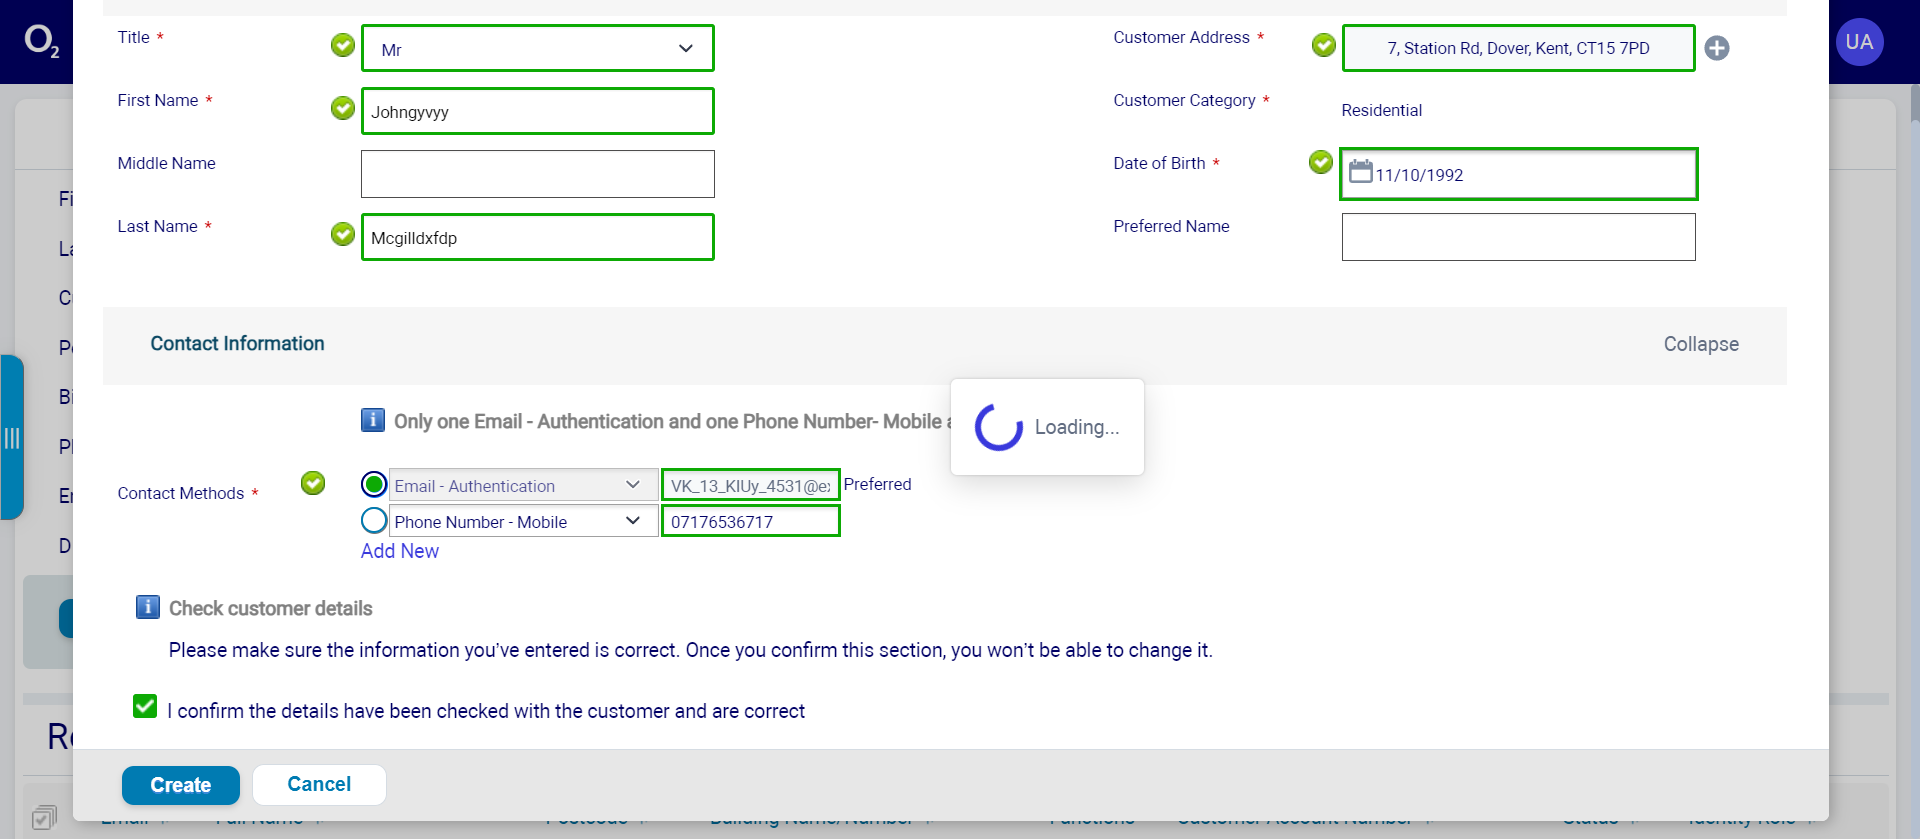 O2
UA
Title *
Mr
Customer Address *
7, Station Rd, Dover, Kent, CT15 7PD
First Name *
Johngyvyy
Customer Category *
Residential
Middle Name
Date of Birth *
11/10/1992
Last Name *
Mcgilldxfdp
Preferred Name
Contact Information
Collapse
Only one Email - Authentication and one Phone Number- Mobile
Loading...
Contact Methods *
Email - Authentication
VK_13_KIUy_4531@e
Preferred
Phone Number - Mobile
07176536717
Add New
Check customer details
Please make sure the information you've entered is correct. Once you confirm this section, you won't be able to change it.
I confirm the details have been checked with the customer and are correct
Create
Cancel